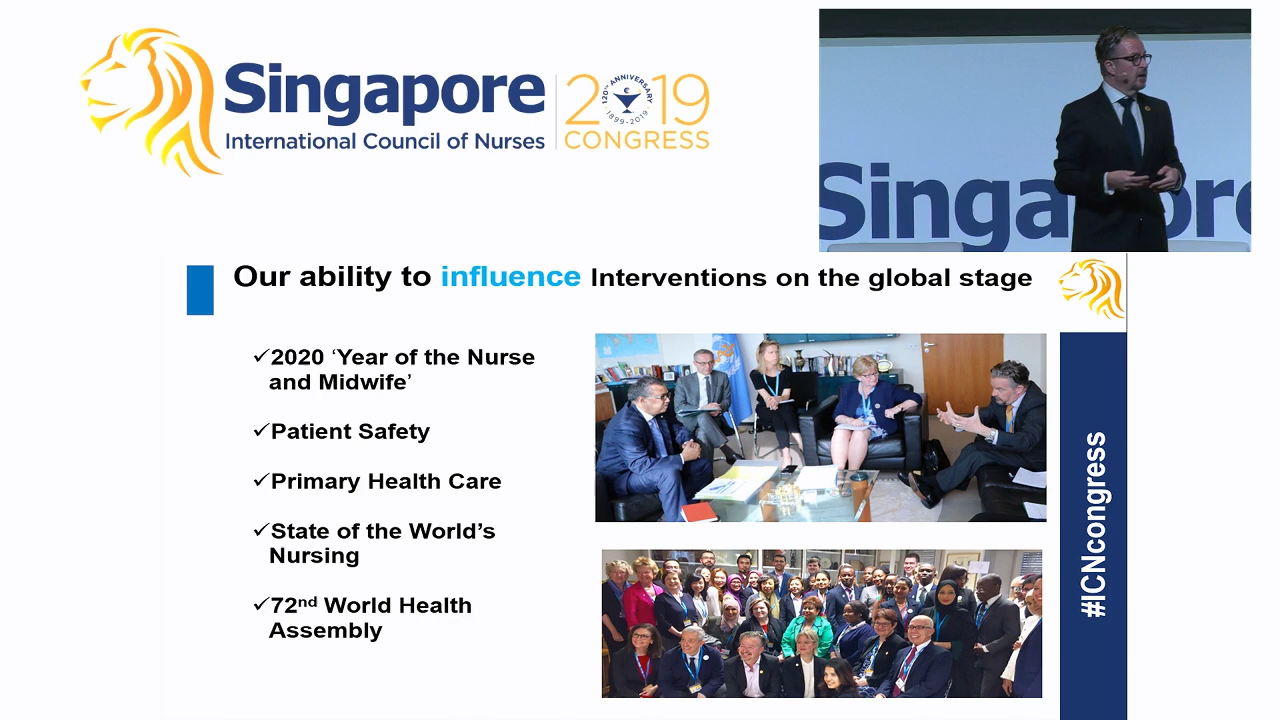 Singapore
International Council of Nurses
2019
120TH ANNIVERSARY
1899-2019
CONGRESS
Singapore
Our ability to influence Interventions on the global stage
✓2020 ‘Year of the Nurse
and Midwife’
✓Patient Safety
✓Primary Health Care
✓State of the World’s
Nursing
✓72nd World Health
Assembly
#ICNcongress